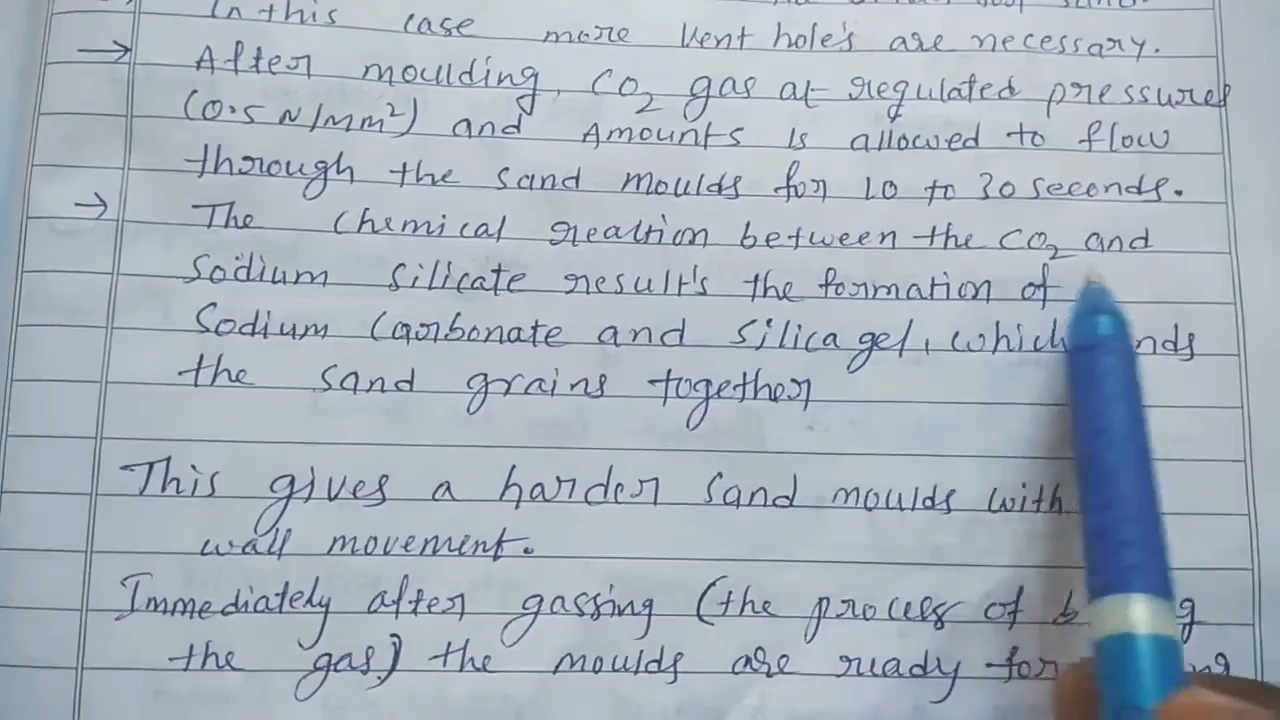 In this case more vent hole's are necessary.
→ After moulding, CO2 gas at regulated pressures
(0.5 N/mm²) and Amounts is allowed to flow
through the sand moulds for 10 to 30 seconds.
→ The chemical reaction between the CO2 and
Sodium silicate result's the formation of
Sodium Carbonate and silica gel, which
the sand grains together
This gives a harder sand moulds with
wall movement.
Immediately after gassing (the process of
the gas) the moulds are ready for